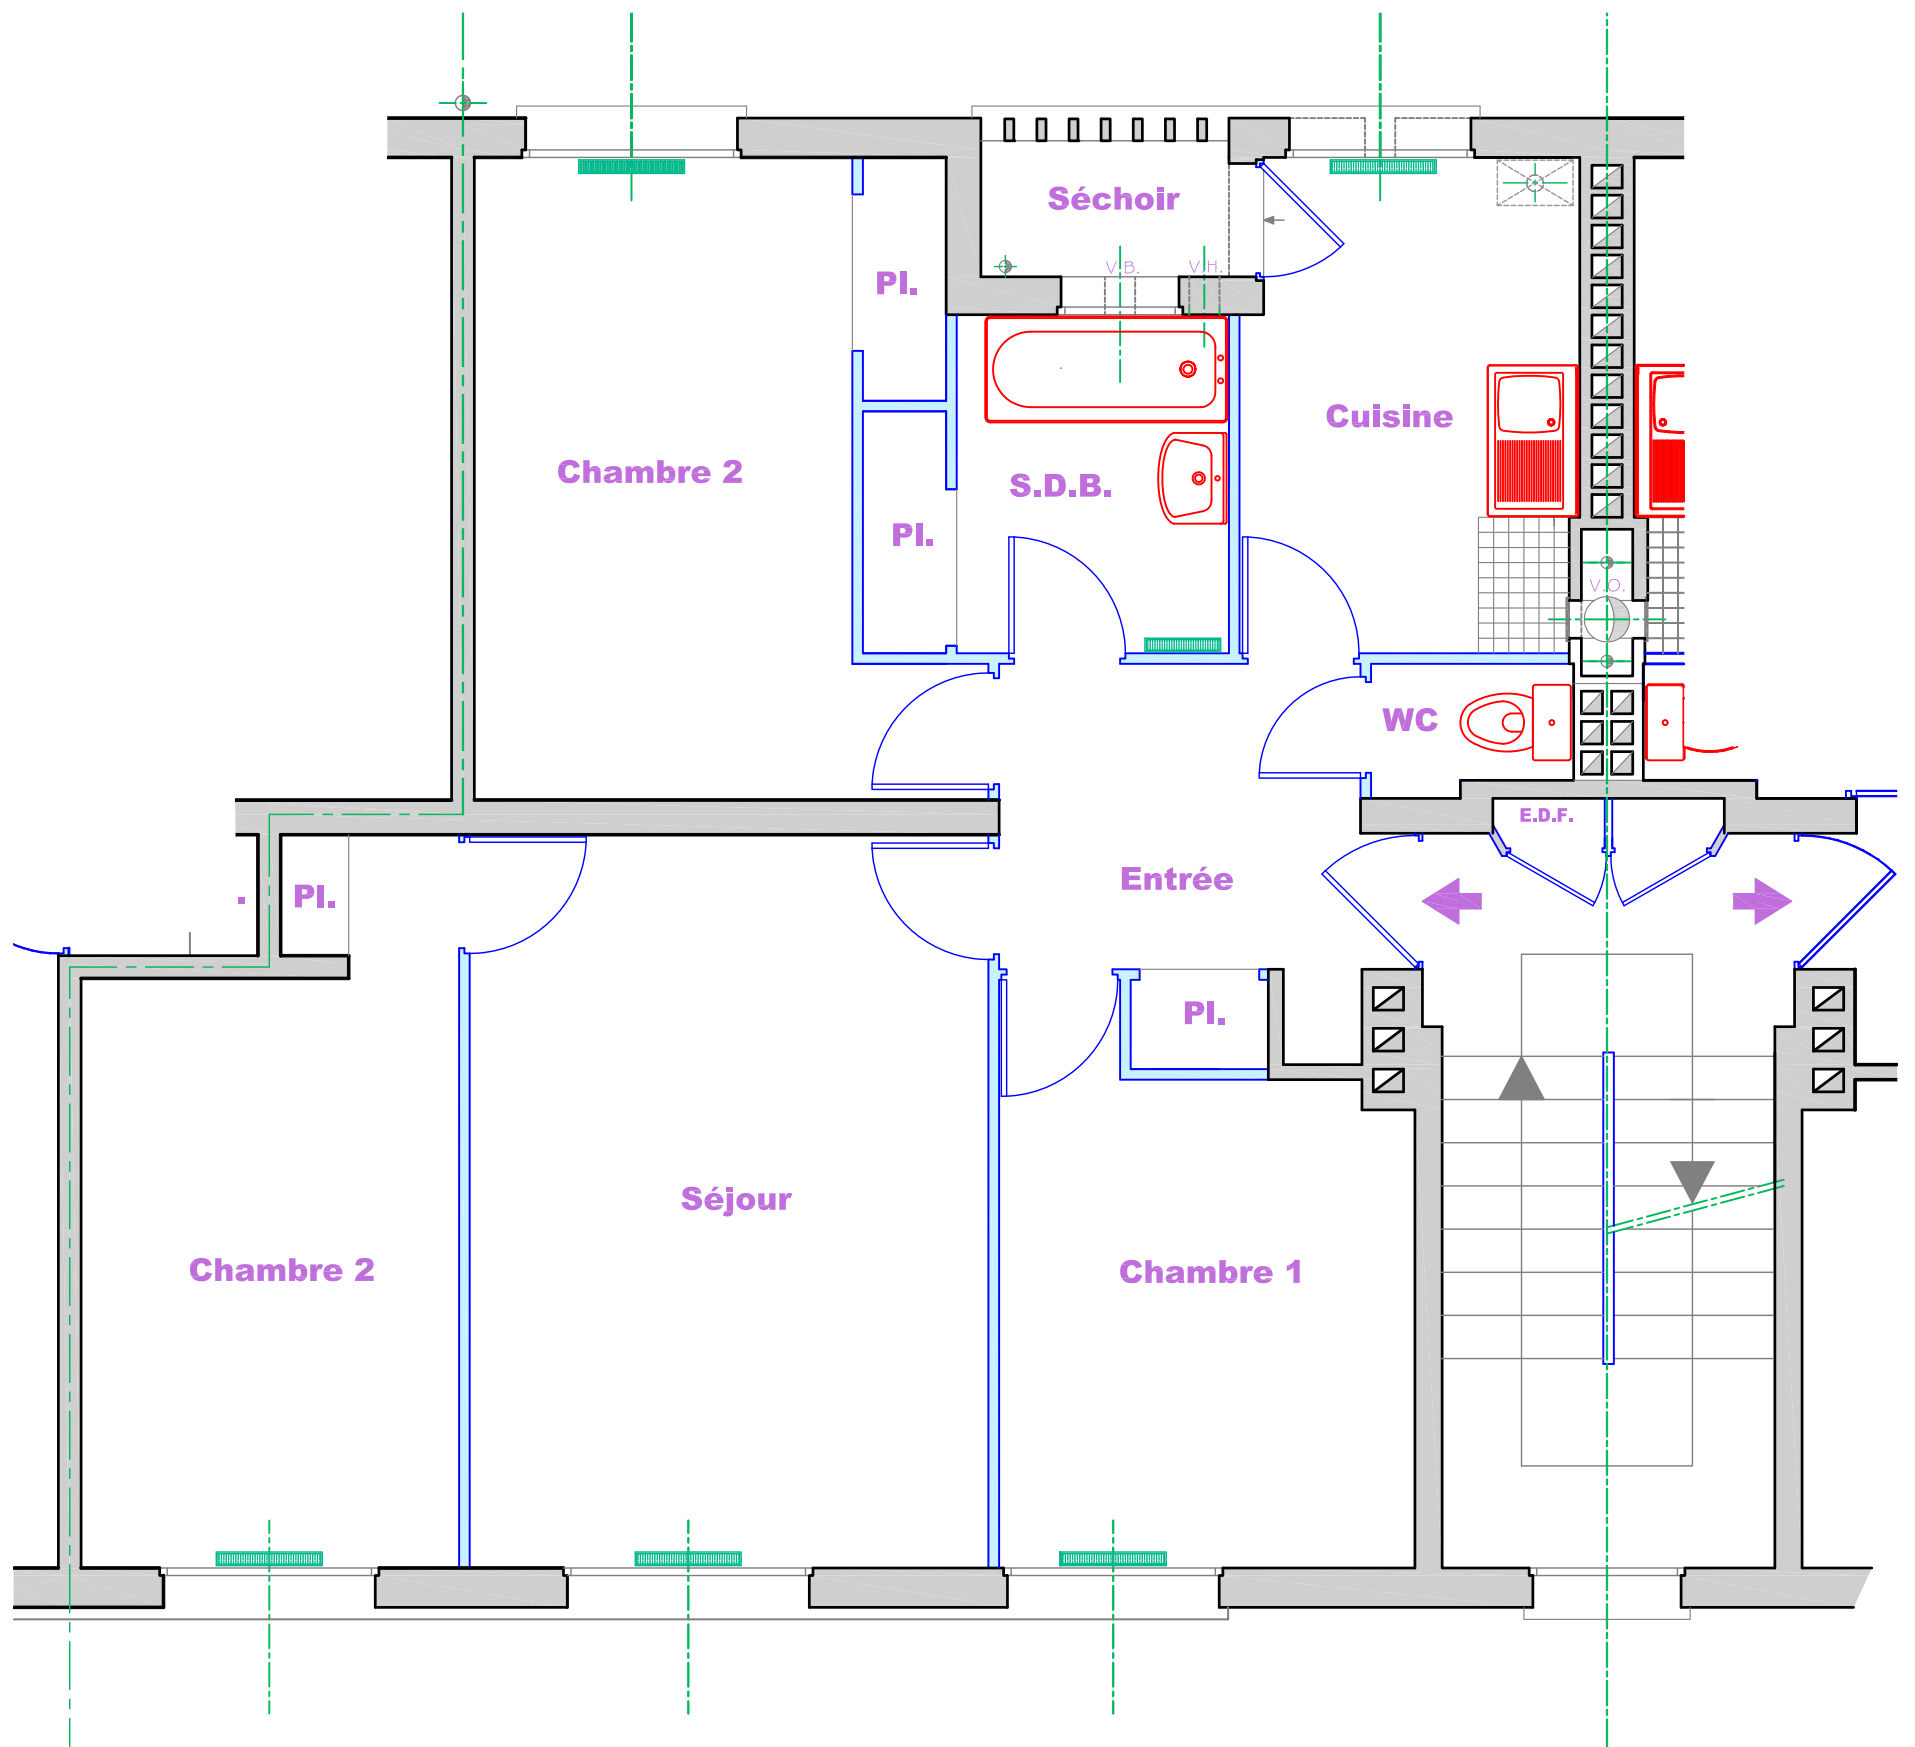 Séchoir
V.B.
V.H.
Pl.
Cuisine
Chambre 2
S.D.B.
Pl.
V.O.
WC
E.D.F.
Entrée
Pl.
Pl.
Séjour
Chambre 2
Chambre 1